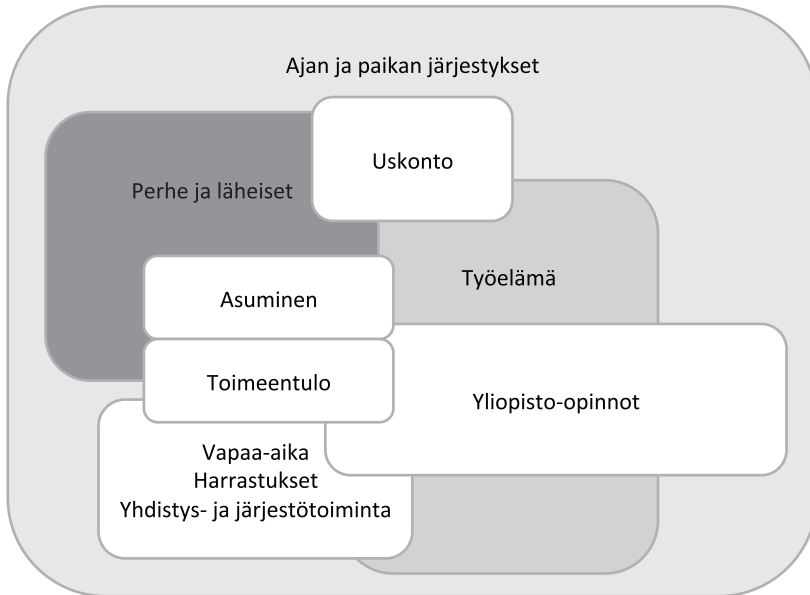 Ajan ja paikan järjestykset
Uskonto
Perhe ja läheiset
Työelämä
Asuminen
Toimeentulo
Yliopisto-opinnot
Vapaa-aika
Harrastukset
Yhdistys- ja järjestötoiminta